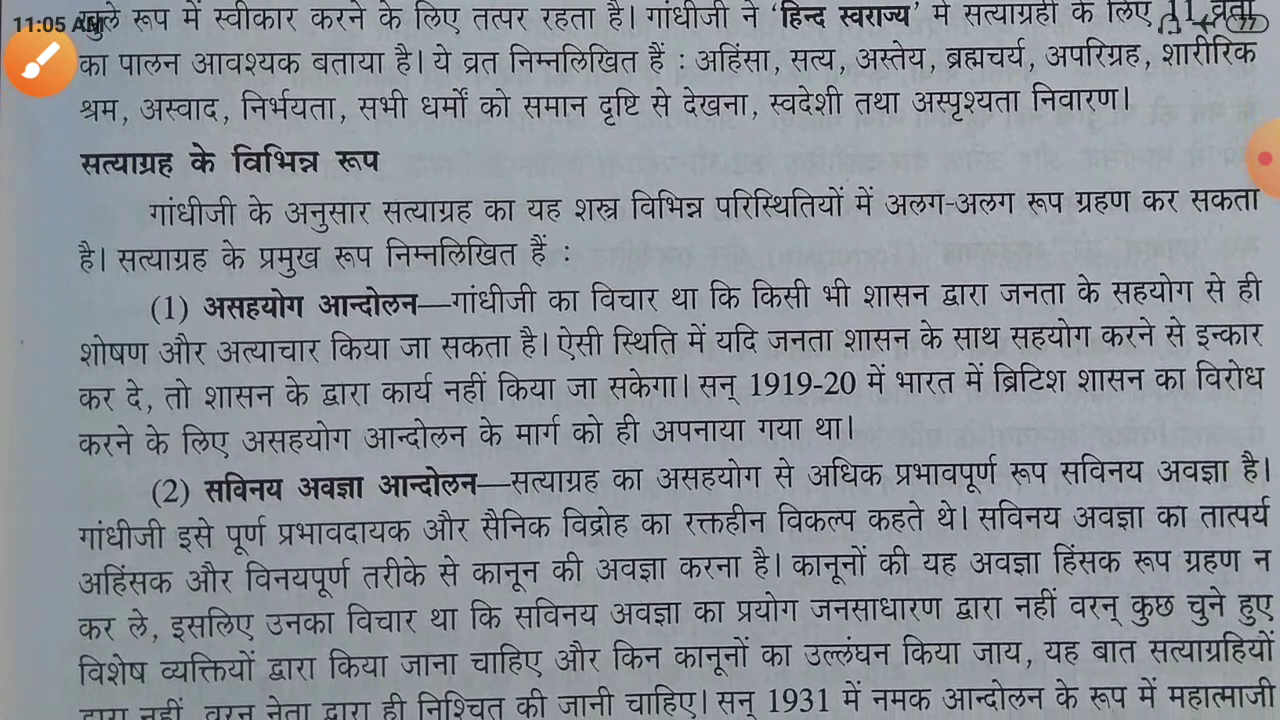 11:05 AM
77
खुले रूप में स्वीकार करने के लिए तत्पर रहता है। गांधीजी ने ‘हिन्द स्वराज्य’ में सत्याग्रही के लिए 11 व्रतों
का पालन आवश्यक बताया है। ये व्रत निम्नलिखित हैं : अहिंसा, सत्य, अस्तेय, ब्रह्मचर्य, अपरिग्रह, शारीरिक
श्रम, अस्वाद, निर्भयता, सभी धर्मों को समान दृष्टि से देखना, स्वदेशी तथा अस्पृश्यता निवारण।
सत्याग्रह के विभिन्न रूप
गांधीजी के अनुसार सत्याग्रह का यह शस्त्र विभिन्न परिस्थितियों में अलग-अलग रूप ग्रहण कर सकता
है। सत्याग्रह के प्रमुख रूप निम्नलिखित हैं :
(1) असहयोग आन्दोलन—गांधीजी का विचार था कि किसी भी शासन द्वारा जनता के सहयोग से ही
शोषण और अत्याचार किया जा सकता है। ऐसी स्थिति में यदि जनता शासन के साथ सहयोग करने से इन्कार
कर दे, तो शासन के द्वारा कार्य नहीं किया जा सकेगा। सन् 1919-20 में भारत में ब्रिटिश शासन का विरोध
करने के लिए असहयोग आन्दोलन के मार्ग को ही अपनाया गया था।
(2) सविनय अवज्ञा आन्दोलन—सत्याग्रह का असहयोग से अधिक प्रभावपूर्ण रूप सविनय अवज्ञा है।
गांधीजी इसे पूर्ण प्रभावदायक और सैनिक विद्रोह का रक्तहीन विकल्प कहते थे। सविनय अवज्ञा का तात्पर्य
अहिंसक और विनयपूर्ण तरीके से कानून की अवज्ञा करना है। कानूनों की यह अवज्ञा हिंसक रूप ग्रहण न
कर ले, इसलिए उनका विचार था कि सविनय अवज्ञा का प्रयोग जनसाधारण द्वारा नहीं वरन् कुछ चुने हुए
विशेष व्यक्तियों द्वारा किया जाना चाहिए और किन कानूनों का उल्लंघन किया जाय, यह बात सत्याग्रहियों
द्वारा नहीं, वरन् नेता द्वारा ही निश्चित की जानी चाहिए। सन् 1931 में नमक आन्दोलन के रूप में महात्माजी